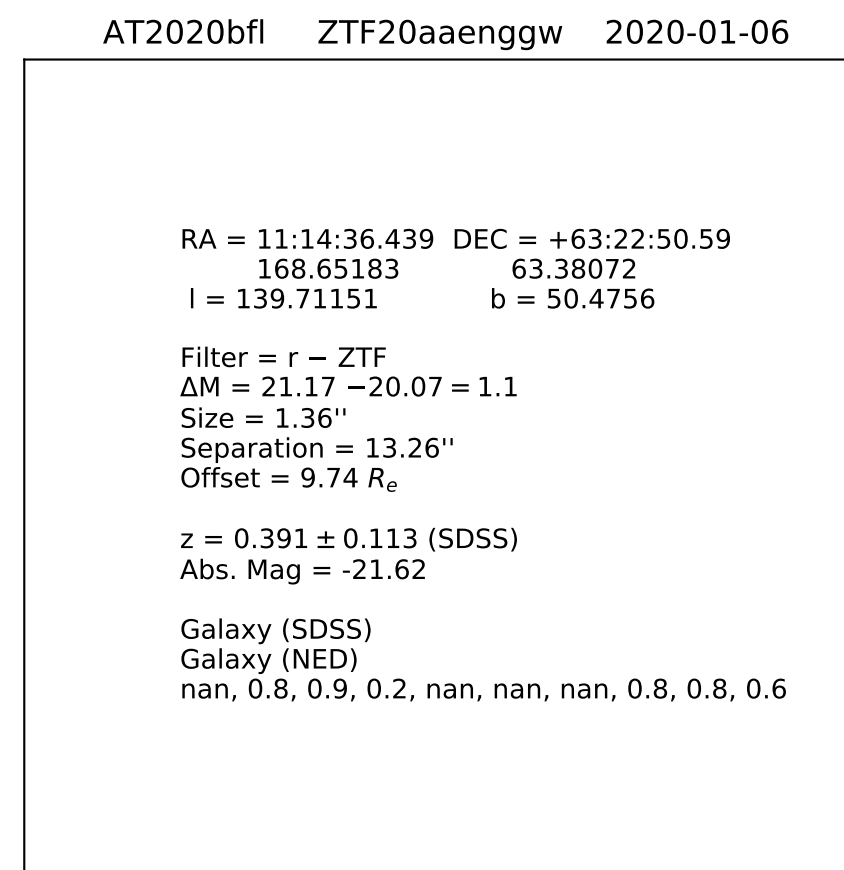 AT2020bfl ZTF20aaenggw 2020-01-06
RA = 11:14:36.439 DEC = +63:22:50.59
168.65183 63.38072
l = 139.71151 b = 50.4756
Filter = r − ZTF
ΔM = 21.17 −20.07 = 1.1
Size = 1.36''
Separation = 13.26''
Offset = 9.74 Re
z = 0.391 ± 0.113 (SDSS)
Abs. Mag = -21.62
Galaxy (SDSS)
Galaxy (NED)
nan, 0.8, 0.9, 0.2, nan, nan, nan, 0.8, 0.8, 0.6